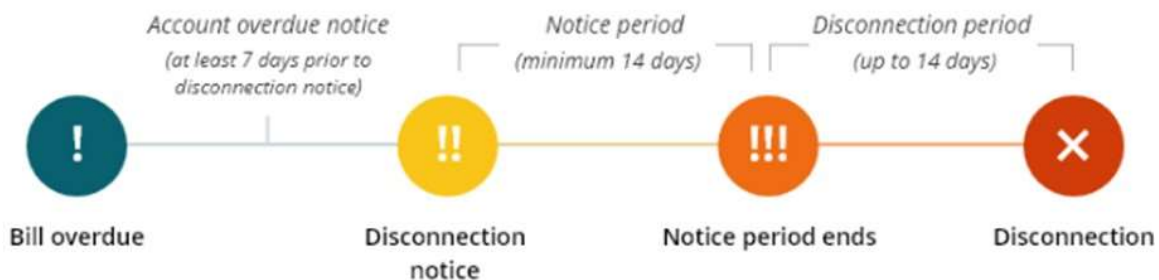 Account overdue notice
(at least 7 days prior to
disconnection notice)
Notice period
(minimum 14 days)
Disconnection period
(up to 14 days)
!
!!
!!!
Bill overdue
Disconnection
notice
Notice period ends
Disconnection